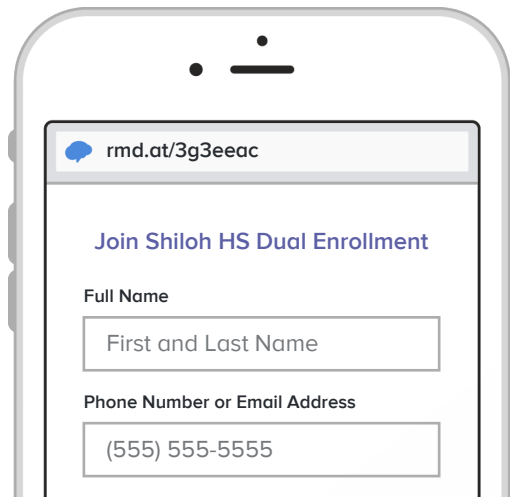 rmd.at/3g3eeac
Join Shiloh HS Dual Enrollment
Full Name
First and Last Name
Phone Number or Email Address
(555) 555-5555